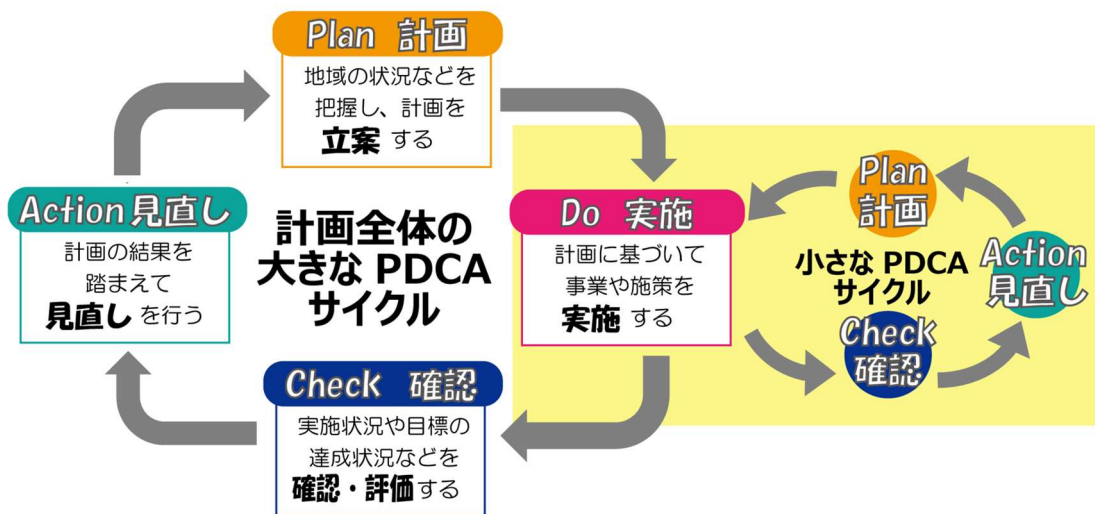 Plan 計画
地域の状況などを
把握し、計画を
立案 する
Action 見直し
計画の結果を
踏まえて
見直し を行う
計画全体の
大きな PDCA
サイクル
Do 実施
計画に基づいて
事業や施策を
実施 する
Check 確認
実施状況や目標の
達成状況などを
確認・評価する
Plan
計画
小さな PDCA
サイクル
Action
見直し
Check
確認